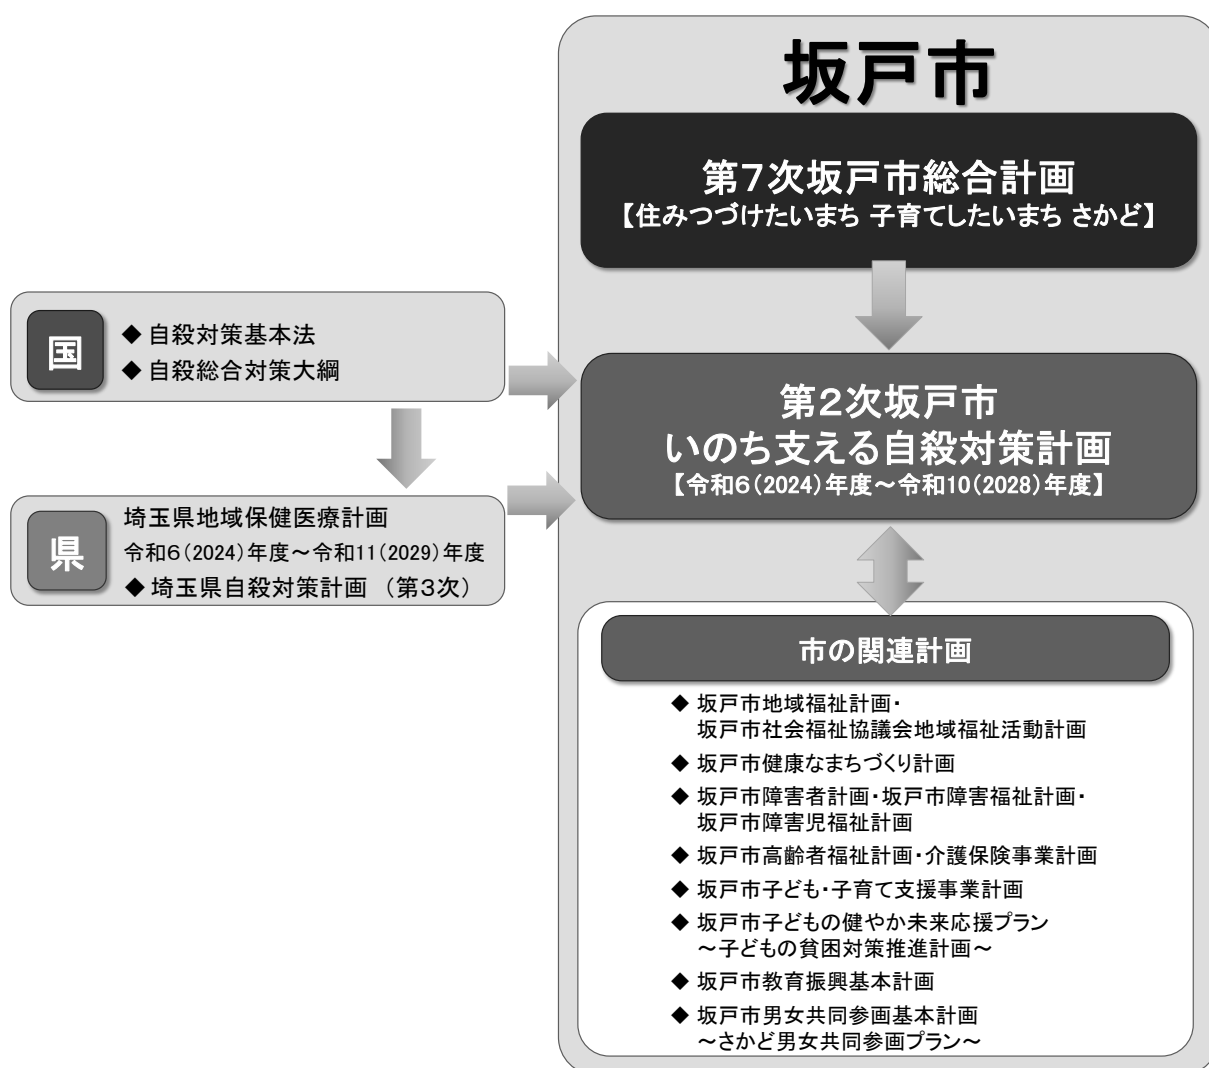 坂戸市
第7次坂戸市総合計画
【住みつづけたいまち 子育てしたいまち さかど】
国
◆ 自殺対策基本法
◆ 自殺総合対策大綱
県
埼玉県地域保健医療計画
令和6(2024)年度～令和11(2029)年度
◆ 埼玉県自殺対策計画 (第3次)
第2次坂戸市
いのち支える自殺対策計画
【令和6(2024)年度～令和10(2028)年度】
市の関連計画
◆ 坂戸市地域福祉計画・
坂戸市社会福祉協議会地域福祉活動計画
◆ 坂戸市健康なまちづくり計画
◆ 坂戸市障害者計画・坂戸市障害福祉計画・
坂戸市障害児福祉計画
◆ 坂戸市高齢者福祉計画・介護保険事業計画
◆ 坂戸市子ども・子育て支援事業計画
◆ 坂戸市子どもの健やか未来応援プラン
～子どもの貧困対策推進計画～
◆ 坂戸市教育振興基本計画
◆ 坂戸市男女共同参画基本計画
～さかど男女共同参画プラン～